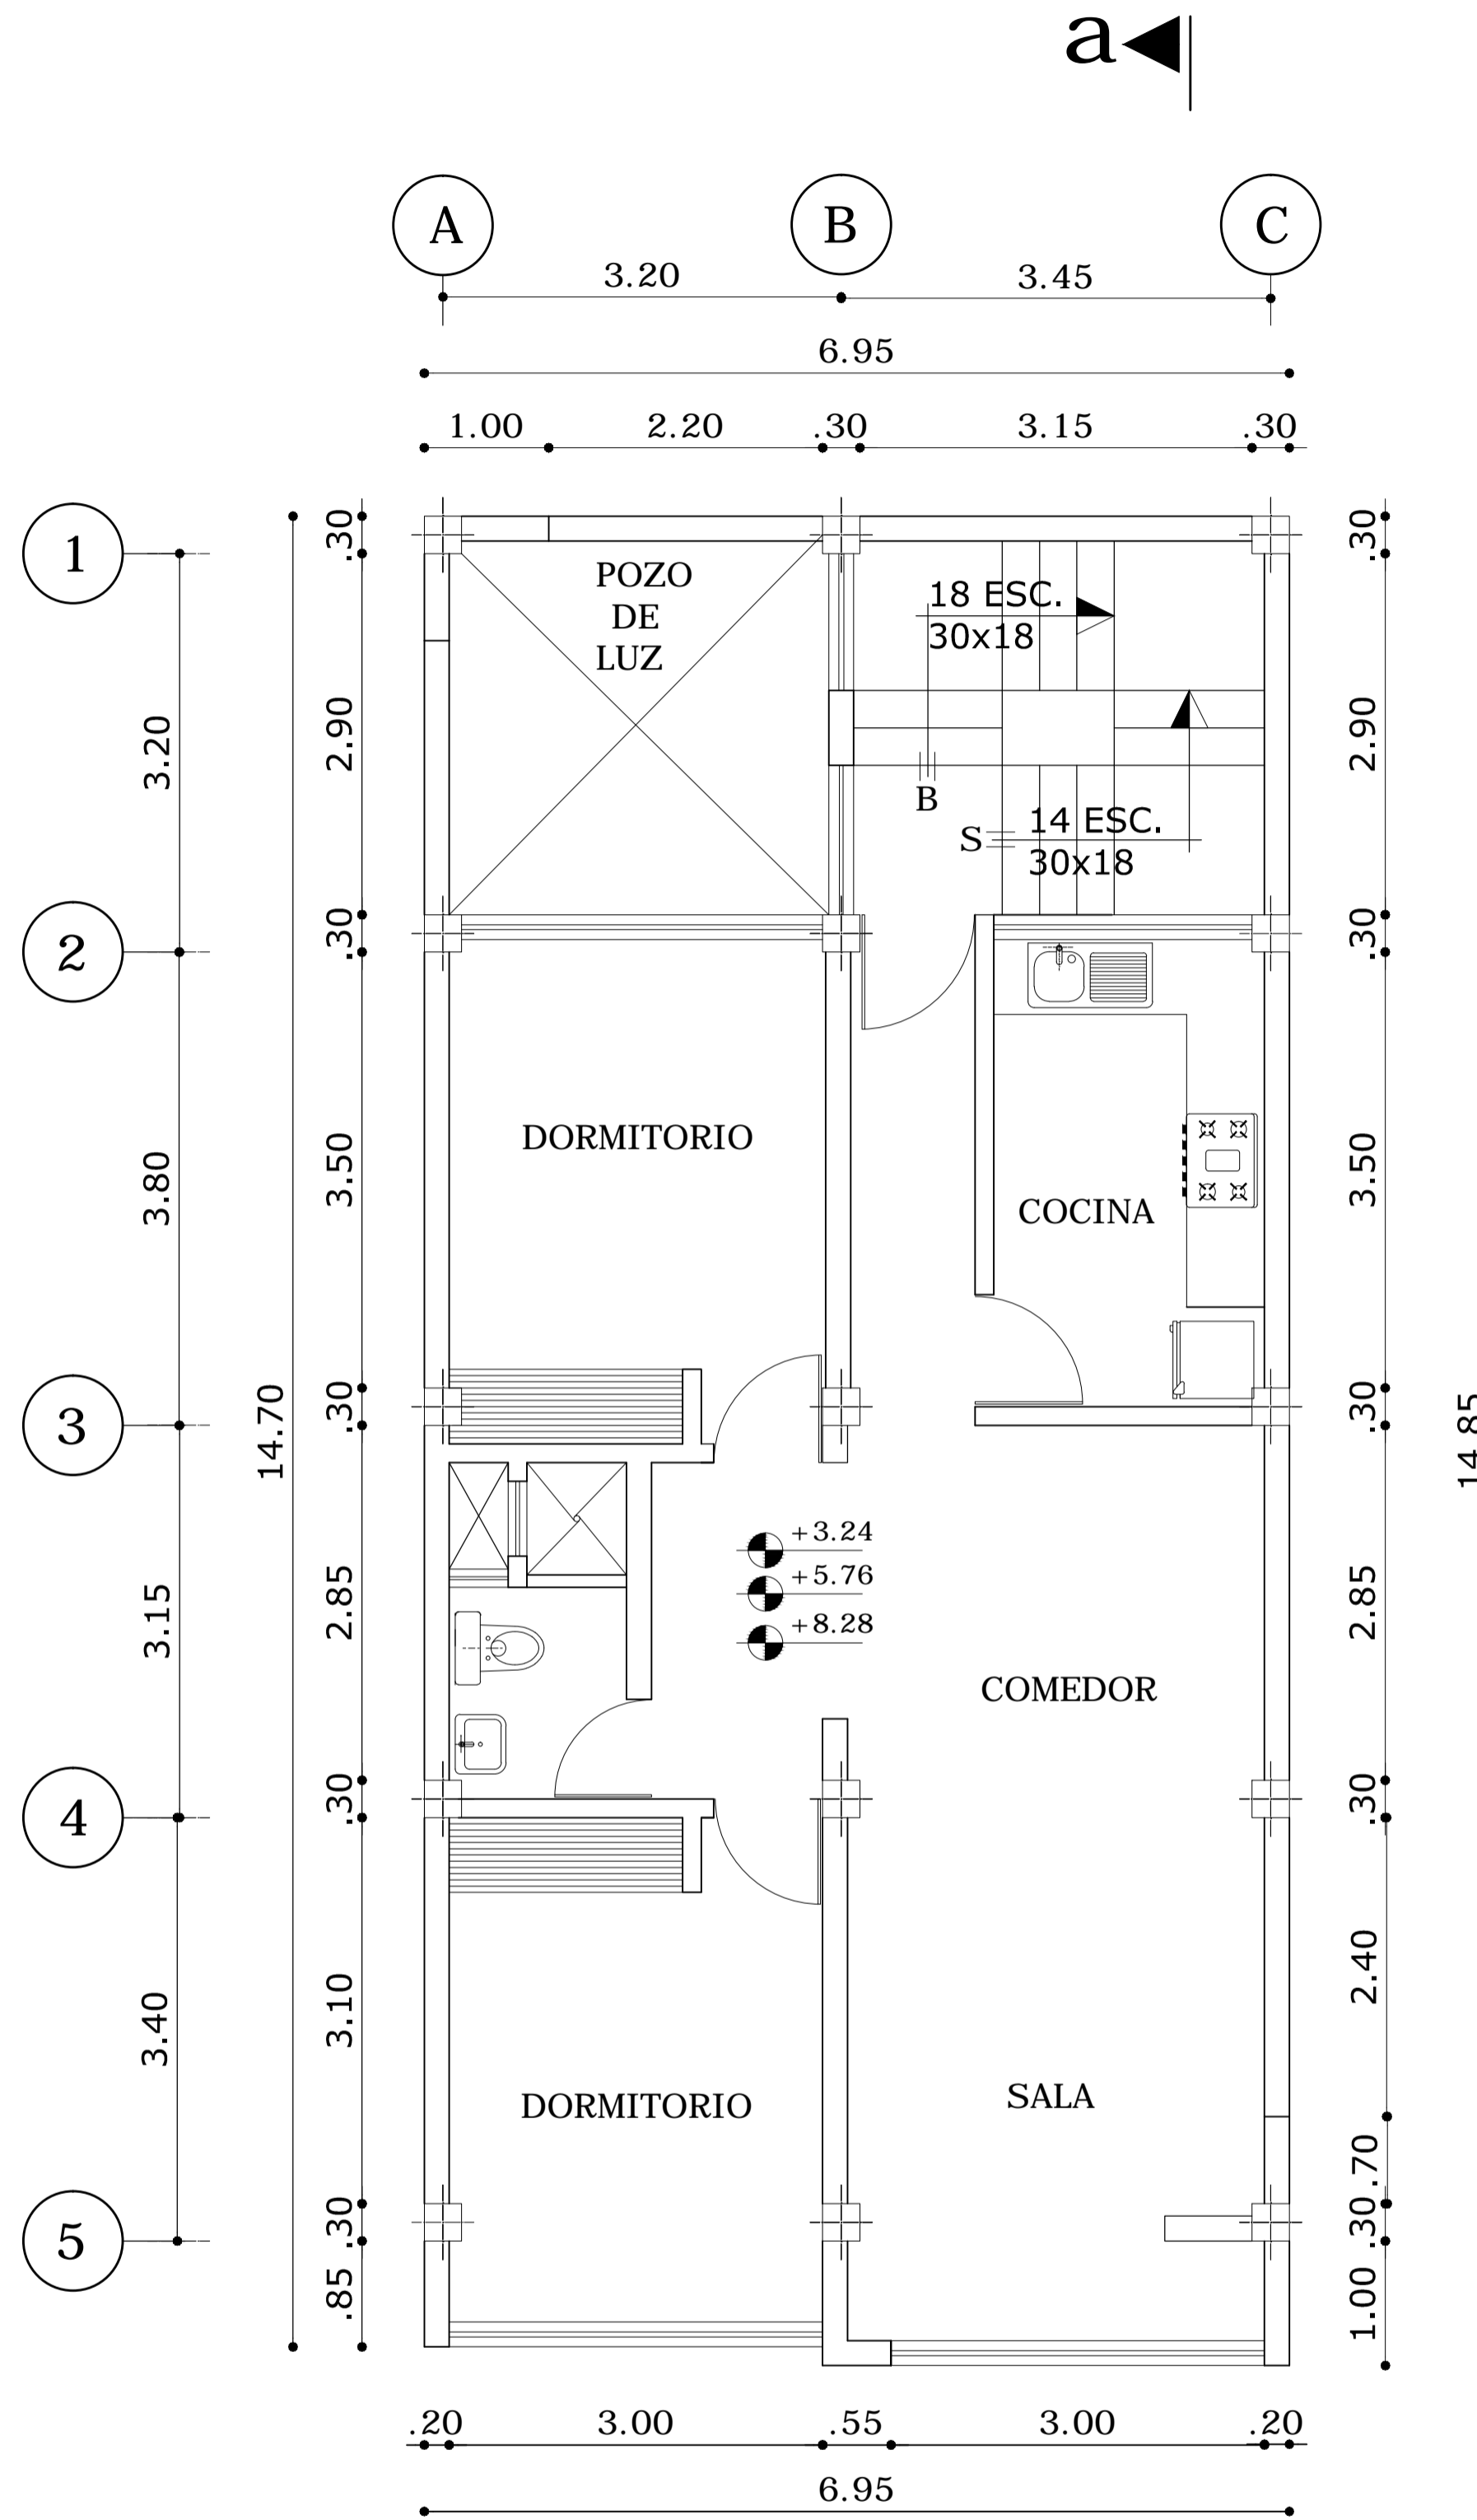 a
A
B
C
3.20
3.45
6.95
1.00
2.20
.30
3.15
.30
1
2
3
4
5
3.20
3.80
3.15
3.40
14.70
.30
2.90
.30
3.50
.30
2.85
.30
3.10
.30
.85
POZO
DE
LUZ
18 ESC.
30x18
B
S
14 ESC.
30x18
DORMITORIO
COCINA
+3.24
+5.76
+8.28
COMEDOR
DORMITORIO
SALA
.30
2.90
.30
3.50
.30
2.85
.30
2.40
.70
.30
1.00
14.85
.20
3.00
.55
3.00
.20
6.95